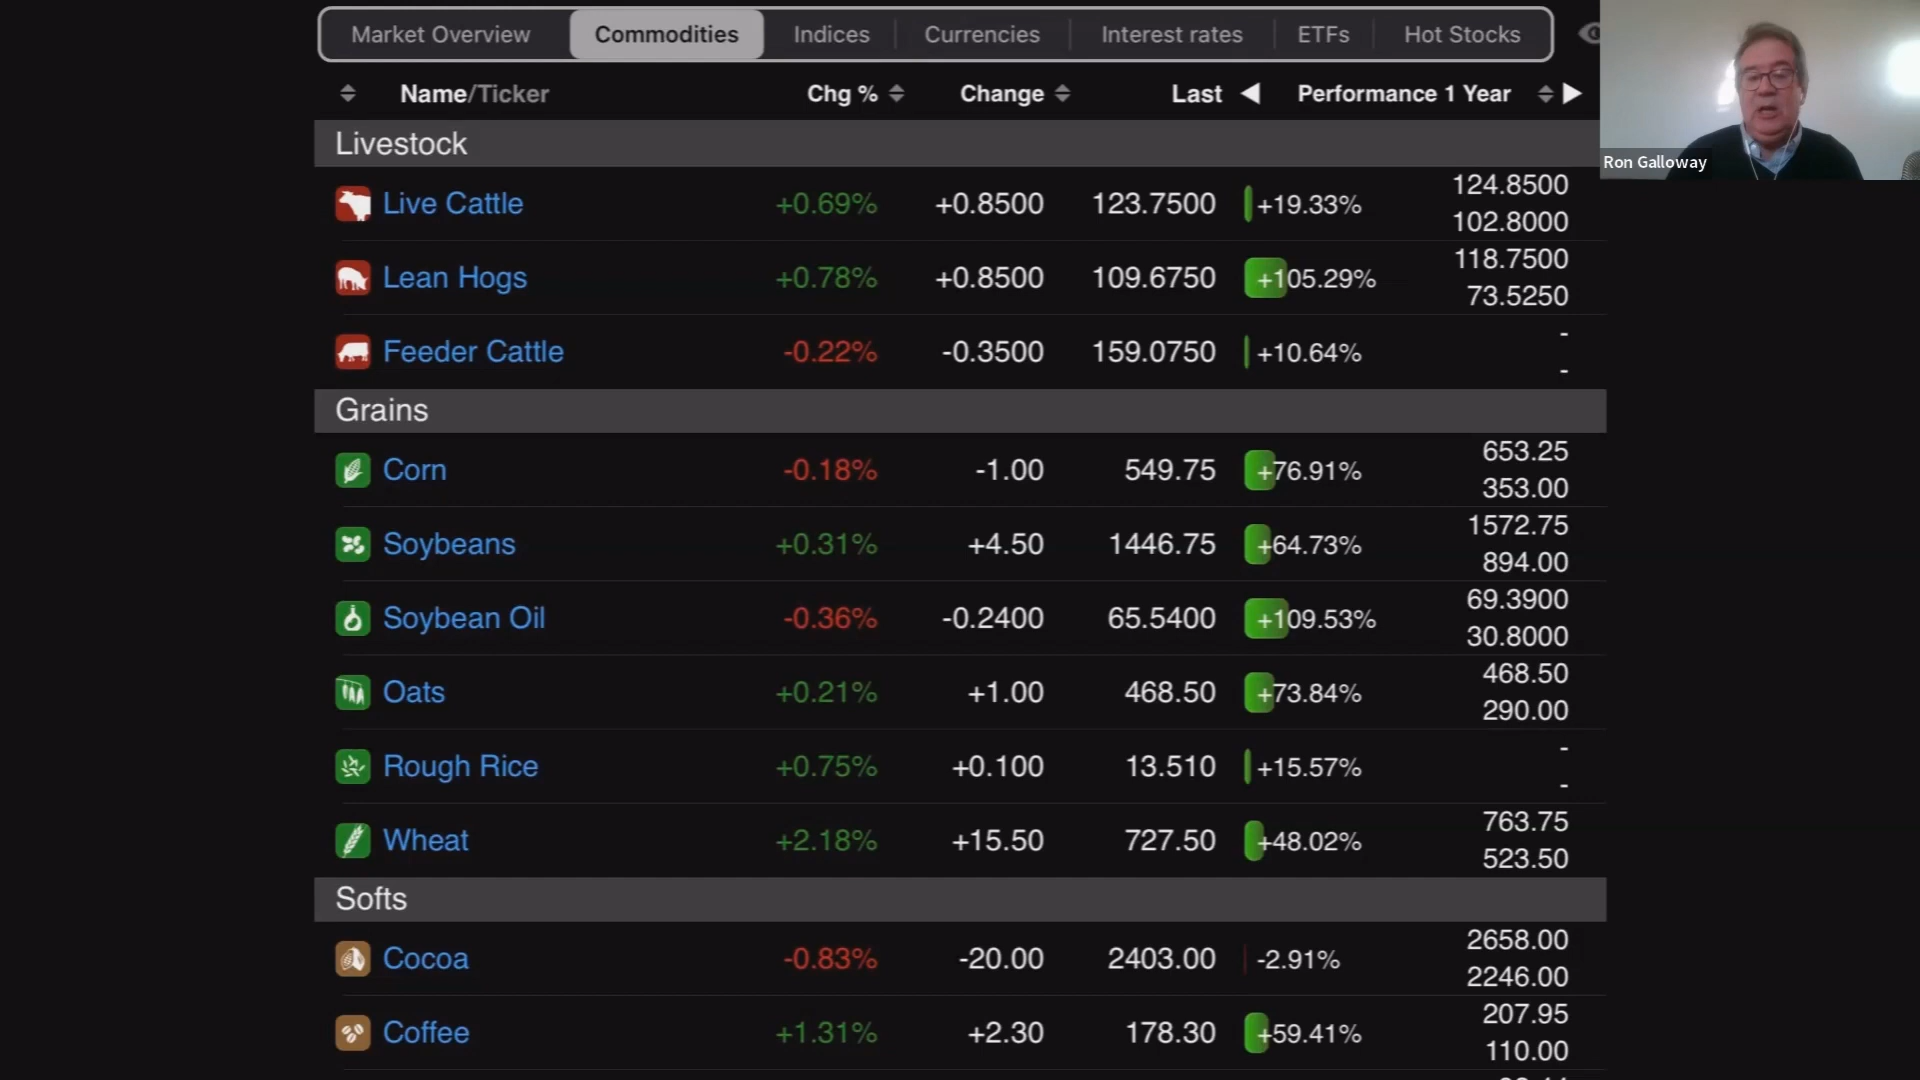 Market Overview Commodities Indices Currencies Interest rates ETFs Hot Stocks
Name/Ticker Chg % Change Last Performance 1 Year
Ron Galloway
Livestock
Live Cattle +0.69% +0.8500 123.7500 +19.33% 124.8500
102.8000
Lean Hogs +0.78% +0.8500 109.6750 +105.29% 118.7500
73.5250
Feeder Cattle -0.22% -0.3500 159.0750 +10.64% -
-
Grains
Corn -0.18% -1.00 549.75 +76.91% 653.25
353.00
Soybeans +0.31% +4.50 1446.75 +64.73% 1572.75
894.00
Soybean Oil -0.36% -0.2400 65.5400 +109.53% 69.3900
30.8000
Oats +0.21% +1.00 468.50 +73.84% 468.50
290.00
Rough Rice +0.75% +0.100 13.510 +15.57% -
-
Wheat +2.18% +15.50 727.50 +48.02% 763.75
523.50
Softs
Cocoa -0.83% -20.00 2403.00 -2.91% 2658.00
2246.00
Coffee +1.31% +2.30 178.30 +59.41% 207.95
110.00